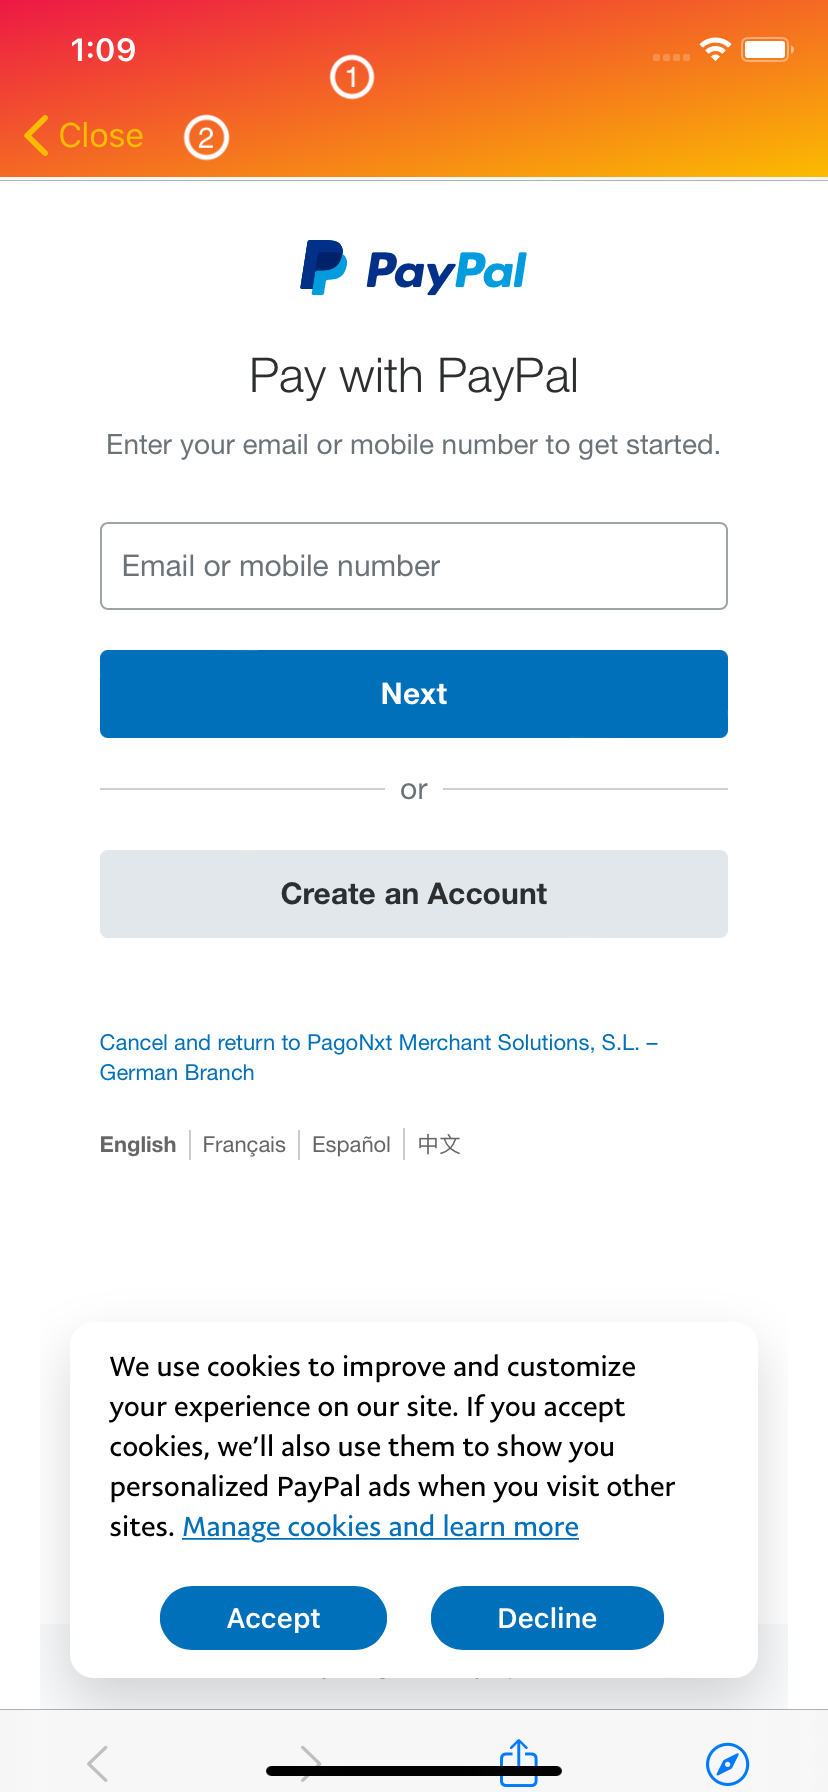 1:09
1
Close
2
PayPal
Pay with PayPal
Enter your email or mobile number to get started.
Email or mobile number
Next
or
Create an Account
Cancel and return to PagoNxt Merchant Solutions, S.L. –
German Branch
English Français Español 中文
We use cookies to improve and customize
your experience on our site. If you accept
cookies, we’ll also use them to show you
personalized PayPal ads when you visit other
sites. Manage cookies and learn more
Accept Decline